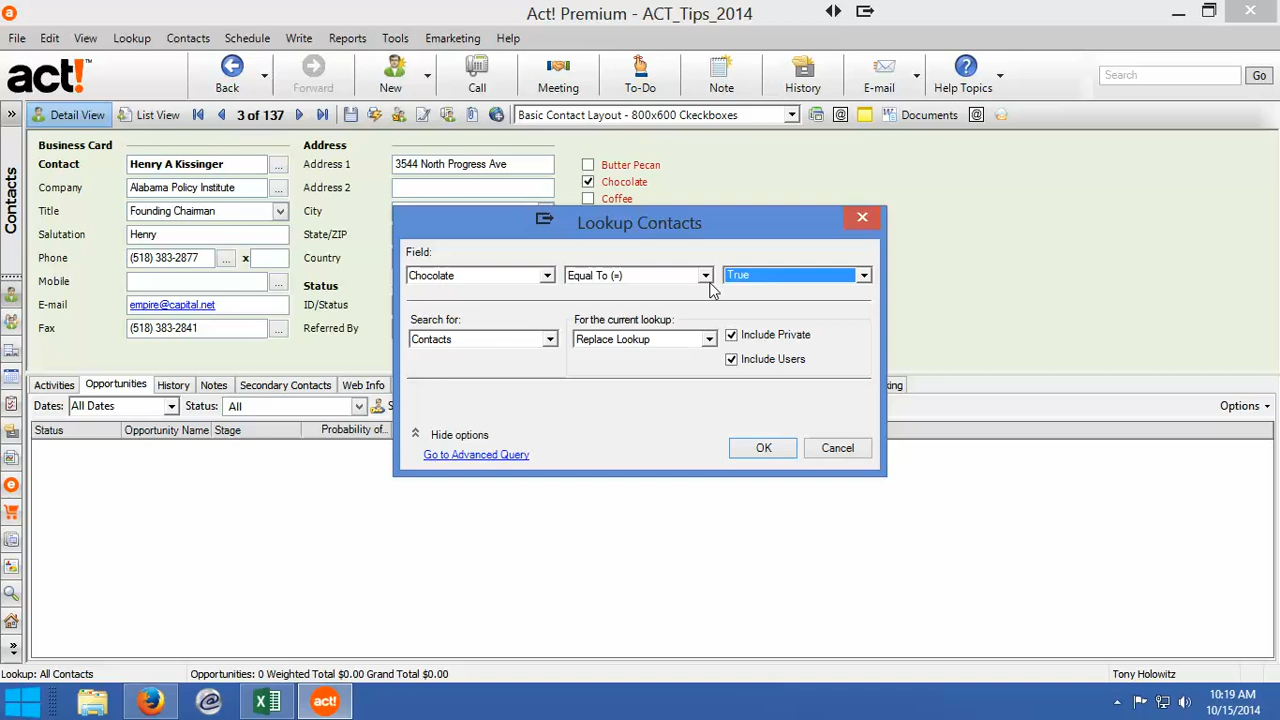 Act! Premium - ACT_Tips_2014
File Edit View Lookup Contacts Schedule Write Reports Tools Emarketing Help
act!™ Back Forward New Call Meeting To-Do Note History E-mail Help Topics Search Go
Detail View List View 3 of 137 Basic Contact Layout - 800x600 Ckeckboxes Documents
Contacts
Business Card Address
Contact Henry A Kissinger ... Address 1 3544 North Progress Ave Butter Pecan
Company Alabama Policy Institute ... Address 2 Chocolate
Title Founding Chairman City Coffee
Salutation Henry State/ZIP
Phone (518) 383-2877 ... x Country
Mobile ... Status
E-mail empire@capital.net ID/Status
Fax (518) 383-2841 ... Referred By
Lookup Contacts
Field:
Chocolate Equal To (=) True
Search for: For the current lookup: Include Private
Contacts Replace Lookup Include Users
Hide options
Go to Advanced Query OK Cancel
Activities Opportunities History Notes Secondary Contacts Web Info
Dates: All Dates Status: All Options
Status Opportunity Name Stage Probability of...
Lookup: All Contacts Opportunities: 0 Weighted Total $0.00 Grand Total $0.00 Tony Holowitz
10:19 AM
10/15/2014